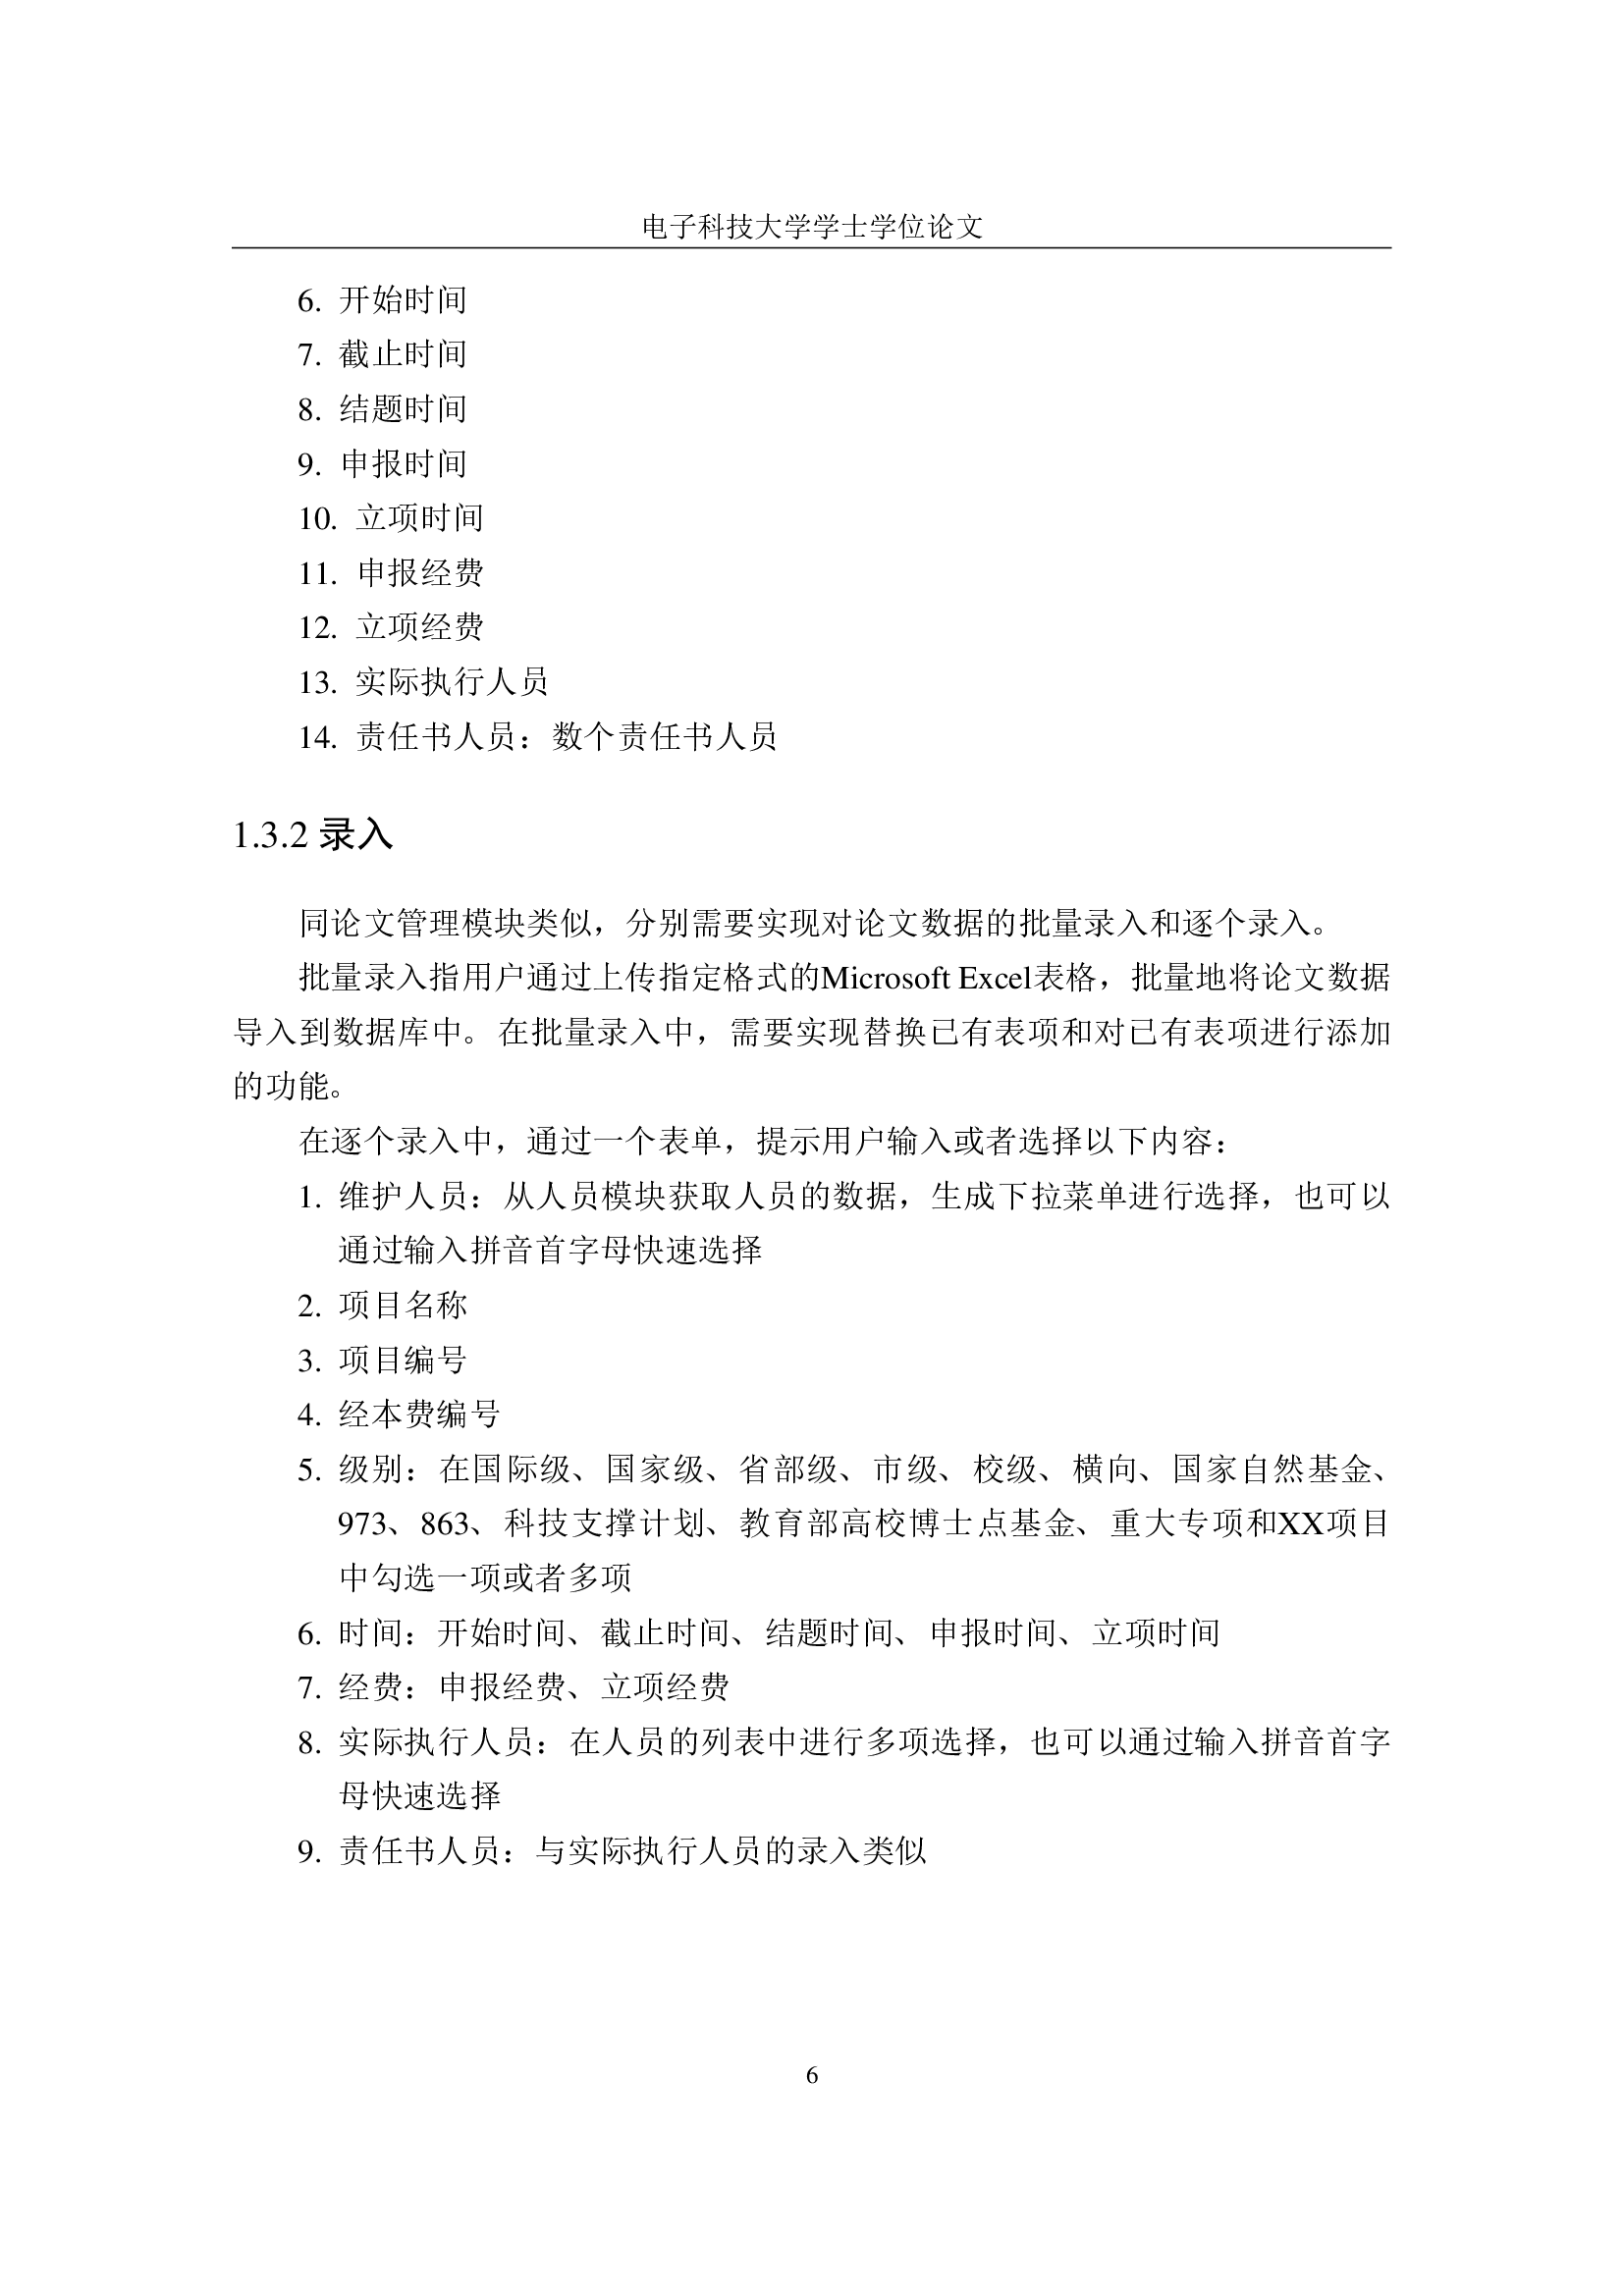 电子科技大学学士学位论文
6. 开始时间
7. 截止时间
8. 结题时间
9. 申报时间
10. 立项时间
11. 申报经费
12. 立项经费
13. 实际执行人员
14. 责任书人员：数个责任书人员
1.3.2 录入
同论文管理模块类似，分别需要实现对论文数据的批量录入和逐个录入。
批量录入指用户通过上传指定格式的Microsoft Excel表格，批量地将论文数据
导入到数据库中。在批量录入中，需要实现替换已有表项和对已有表项进行添加
的功能。
在逐个录入中，通过一个表单，提示用户输入或者选择以下内容：
1. 维护人员：从人员模块获取人员的数据，生成下拉菜单进行选择，也可以
通过输入拼音首字母快速选择
2. 项目名称
3. 项目编号
4. 经本费编号
5. 级别：在国际级、国家级、省部级、市级、校级、横向、国家自然基金、
973、863、科技支撑计划、教育部高校博士点基金、重大专项和XX项目
中勾选一项或者多项
6. 时间：开始时间、截止时间、结题时间、申报时间、立项时间
7. 经费：申报经费、立项经费
8. 实际执行人员：在人员的列表中进行多项选择，也可以通过输入拼音首字
母快速选择
9. 责任书人员：与实际执行人员的录入类似
6